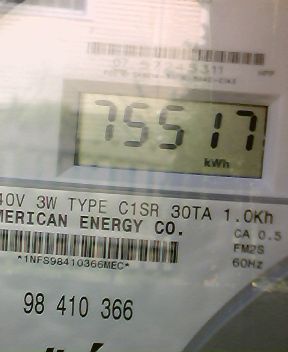 75517
kWh
40V 3W TYPE C1SR 30TA 1.0Kh
MERICAN ENERGY CO.
CA 0.5
FM2S
60Hz
*1NFS98410366MEC*
98 410 366